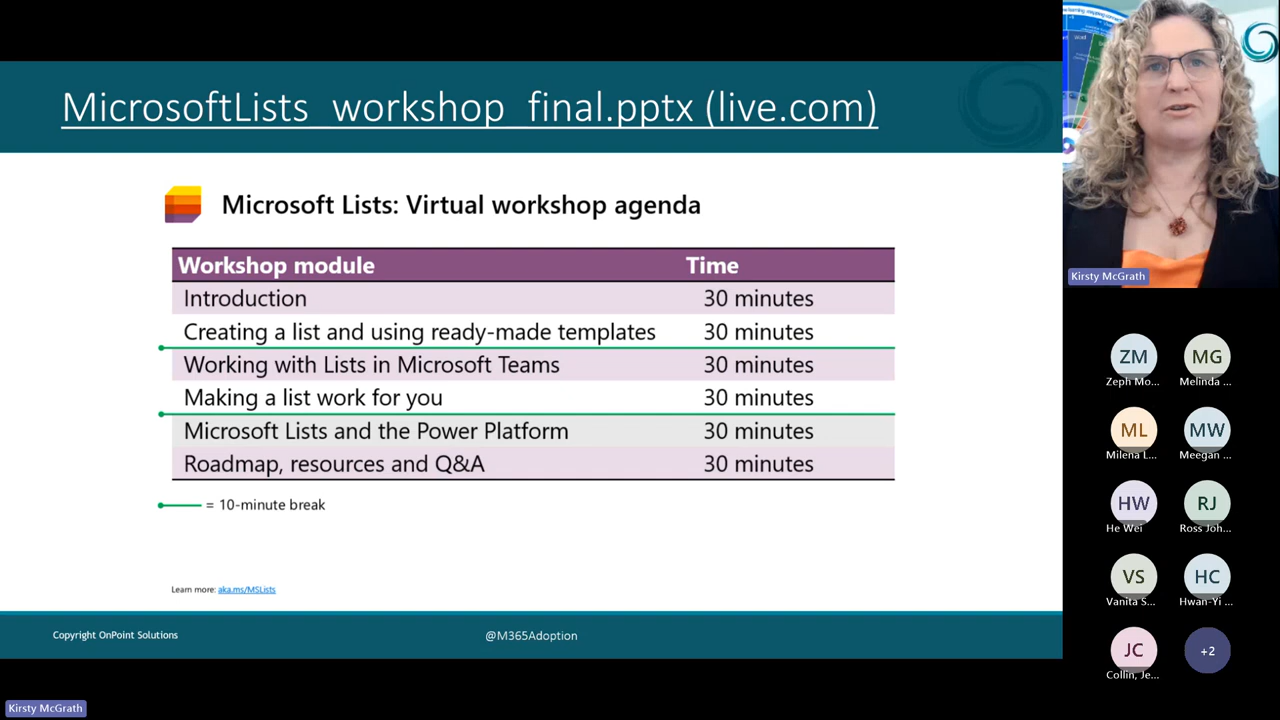 MicrosoftLists workshop final.pptx (live.com)
Microsoft Lists: Virtual workshop agenda
Workshop module Time
Introduction 30 minutes
Creating a list and using ready-made templates 30 minutes
Working with Lists in Microsoft Teams 30 minutes
Making a list work for you 30 minutes
Microsoft Lists and the Power Platform 30 minutes
Roadmap, resources and Q&A 30 minutes
= 10-minute break
Learn more: aka.ms/MSLists
Copyright OnPoint Solutions
@M365Adoption
Kirsty McGrath
Word
Kirsty McGrath
ZM MG
Zeph Mo... Melinda ...
ML MW
Milena L... Meegan ...
HW RJ
He Wei Ross Joh...
VS HC
Vanita S... Hwan-Yi ...
JC +2
Collin, Je...